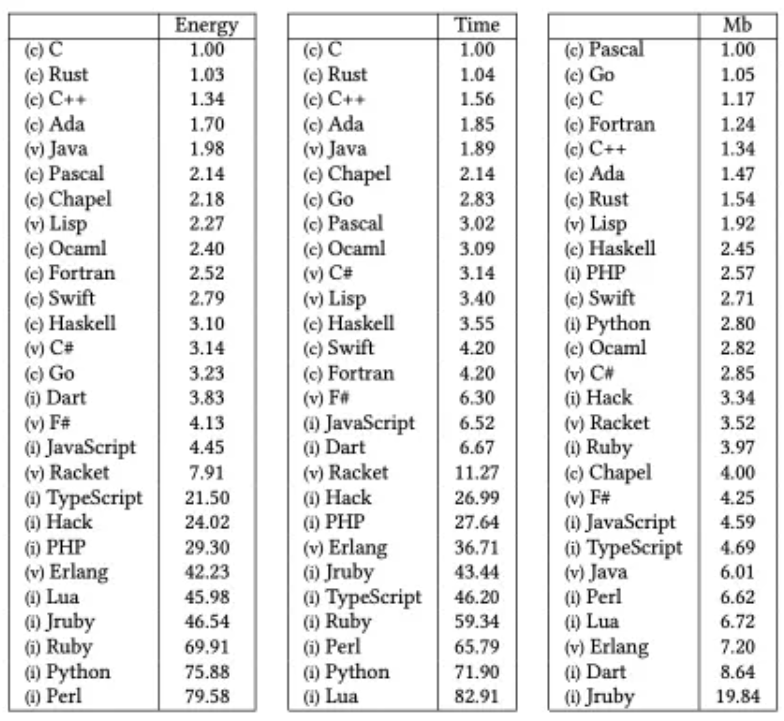 Energy
(c) C 1.00
(c) Rust 1.03
(c) C++ 1.34
(c) Ada 1.70
(v) Java 1.98
(c) Pascal 2.14
(c) Chapel 2.18
(v) Lisp 2.27
(c) Ocaml 2.40
(c) Fortran 2.52
(c) Swift 2.79
(c) Haskell 3.10
(v) C# 3.14
(c) Go 3.23
(i) Dart 3.83
(v) F# 4.13
(i) JavaScript 4.45
(v) Racket 7.91
(i) TypeScript 21.50
(i) Hack 24.02
(i) PHP 29.30
(v) Erlang 42.23
(i) Lua 45.98
(i) Jruby 46.54
(i) Ruby 69.91
(i) Python 75.88
(i) Perl 79.58
Time
(c) C 1.00
(c) Rust 1.04
(c) C++ 1.56
(c) Ada 1.85
(v) Java 1.89
(c) Chapel 2.14
(c) Go 2.83
(c) Pascal 3.02
(c) Ocaml 3.09
(v) C# 3.14
(v) Lisp 3.40
(c) Haskell 3.55
(c) Swift 4.20
(c) Fortran 4.20
(v) F# 6.30
(i) JavaScript 6.52
(i) Dart 6.67
(v) Racket 11.27
(i) Hack 26.99
(i) PHP 27.64
(v) Erlang 36.71
(i) Jruby 43.44
(i) TypeScript 46.20
(i) Ruby 59.34
(i) Perl 65.79
(i) Python 71.90
(i) Lua 82.91
Mb
(c) Pascal 1.00
(c) Go 1.05
(c) C 1.17
(c) Fortran 1.24
(c) C++ 1.34
(c) Ada 1.47
(c) Rust 1.54
(v) Lisp 1.92
(c) Haskell 2.45
(i) PHP 2.57
(c) Swift 2.71
(i) Python 2.80
(c) Ocaml 2.82
(v) C# 2.85
(i) Hack 3.34
(v) Racket 3.52
(i) Ruby 3.97
(c) Chapel 4.00
(v) F# 4.25
(i) JavaScript 4.59
(i) TypeScript 4.69
(v) Java 6.01
(i) Perl 6.62
(i) Lua 6.72
(v) Erlang 7.20
(i) Dart 8.64
(i) Jruby 19.84